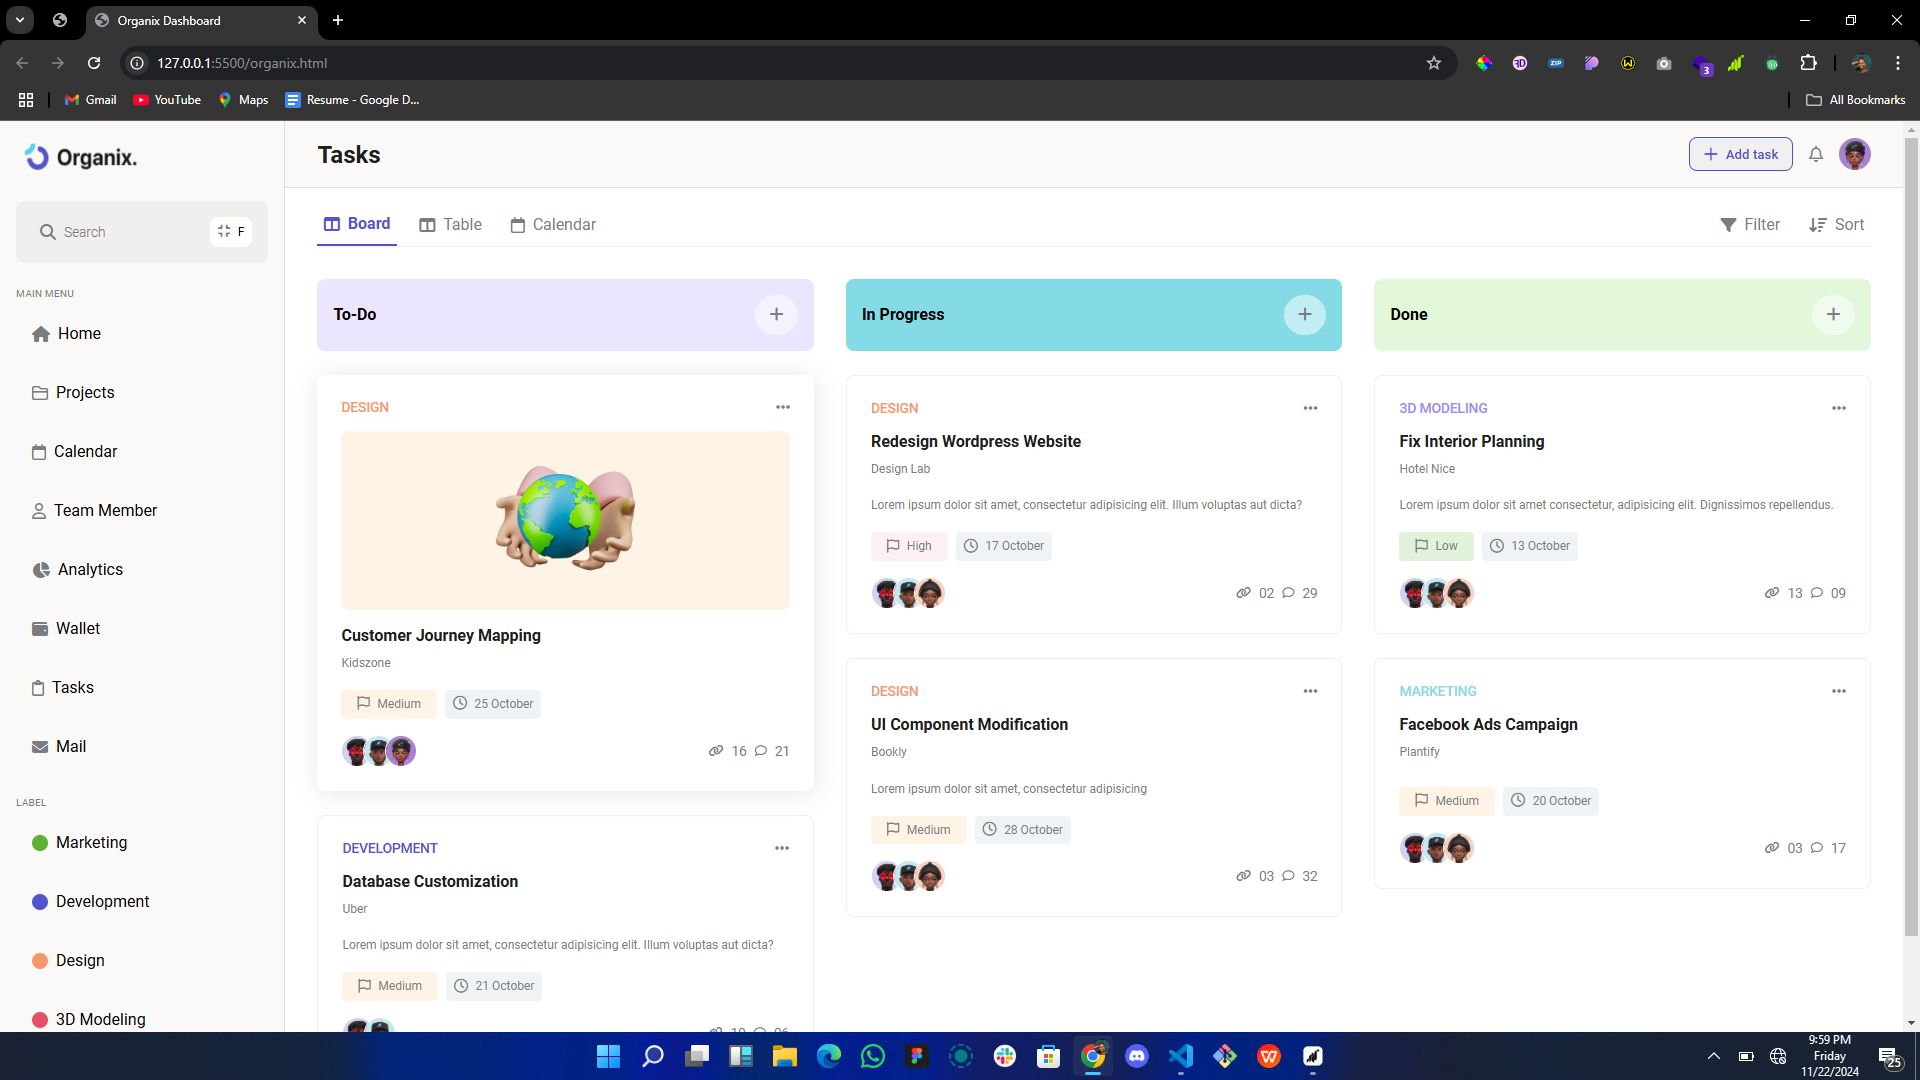 Organix Dashboard
127.0.0.1:5500/organix.html
ZIP
3
Gmail
YouTube
Maps
Resume - Google D...
All Bookmarks
Organix.
Tasks
Add task
Search
F
Board
Table
Calendar
Filter
Sort
MAIN MENU
Home
Projects
Calendar
Team Member
Analytics
Wallet
Tasks
Mail
LABEL
Marketing
Development
Design
3D Modeling
To-Do
DESIGN
Customer Journey Mapping
Kidszone
Medium
25 October
16
21
DEVELOPMENT
Database Customization
Uber
Lorem ipsum dolor sit amet, consectetur adipisicing elit. Illum voluptas aut dicta?
Medium
21 October
In Progress
DESIGN
Redesign Wordpress Website
Design Lab
Lorem ipsum dolor sit amet, consectetur adipisicing elit. Illum voluptas aut dicta?
High
17 October
02
29
DESIGN
UI Component Modification
Bookly
Lorem ipsum dolor sit amet, consectetur adipisicing
Medium
28 October
03
32
Done
3D MODELING
Fix Interior Planning
Hotel Nice
Lorem ipsum dolor sit amet consectetur, adipisicing elit. Dignissimos repellendus.
Low
13 October
13
09
MARKETING
Facebook Ads Campaign
Plantify
Medium
20 October
03
17
9:59 PM
Friday
11/22/2024
25